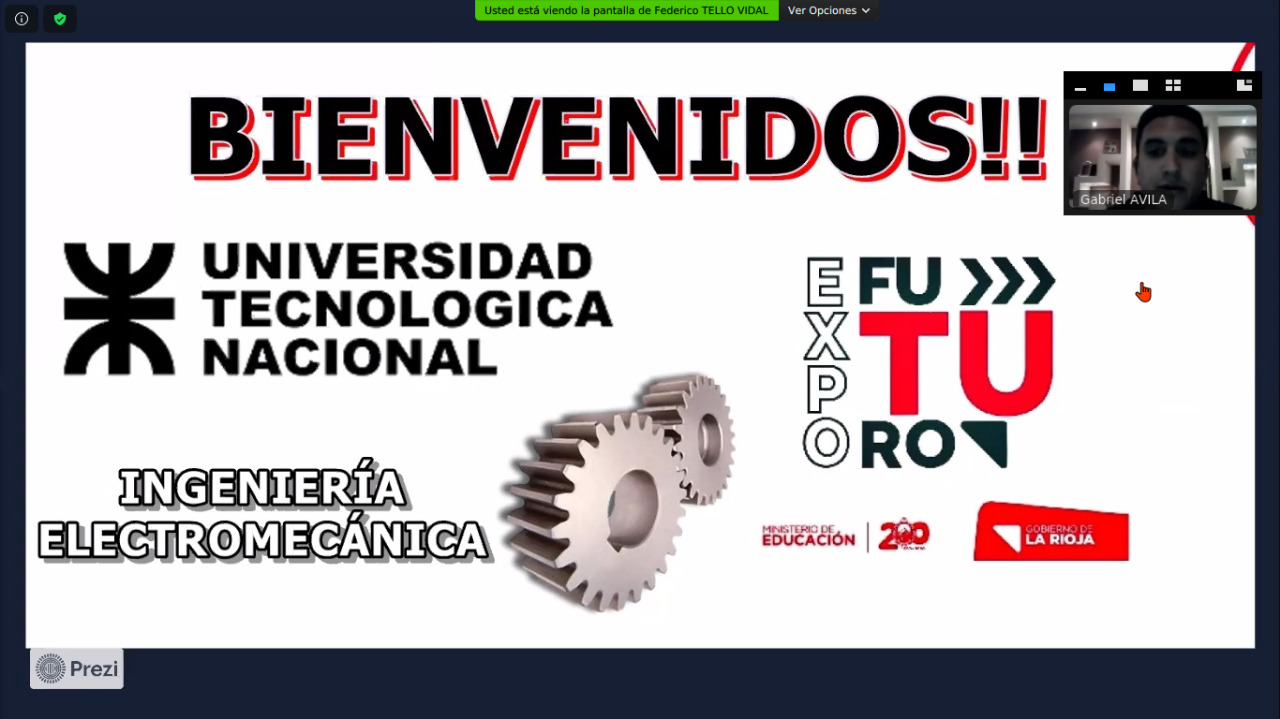 Usted está viendo la pantalla de Federico TELLO VIDAL
Ver Opciones
BIENVENIDOS!!
Gabriel AVILA
UNIVERSIDAD
TECNOLOGICA
NACIONAL
EXPO
FU
TU
RO
INGENIERÍA
ELECTROMECÁNICA
MINISTERIO DE
EDUCACIÓN
200
GOBIERNO DE
LA RIOJA
Prezi